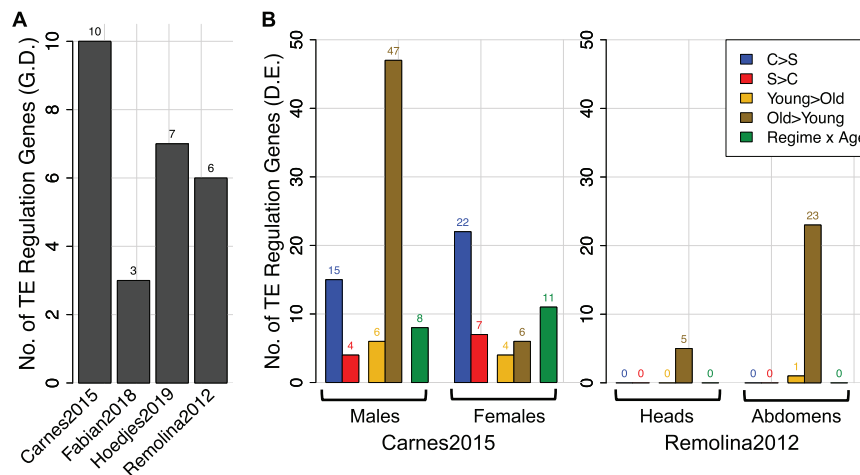 A
No. of TE Regulation Genes (G.D.)
0
2
4
6
8
10
10
3
7
6
Carnes2015
Fabian2018
Hoedjes2019
Remolina2012
B
No. of TE Regulation Genes (D.E.)
0
10
20
30
40
50
15
4
6
47
8
22
7
4
6
11
Males
Females
Carnes2015
0
10
20
30
40
50
C>S
S>C
Young>Old
Old>Young
Regime x Age
0
0
0
5
0
0
0
1
23
0
Heads
Abdomens
Remolina2012